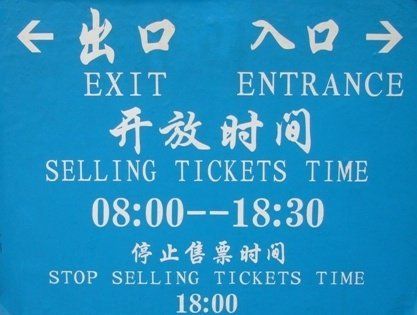 ← 出口 入口 →
EXIT ENTRANCE
开放时间
SELLING TICKETS TIME
08:00--18:30
停止售票时间
STOP SELLING TICKETS TIME
18:00